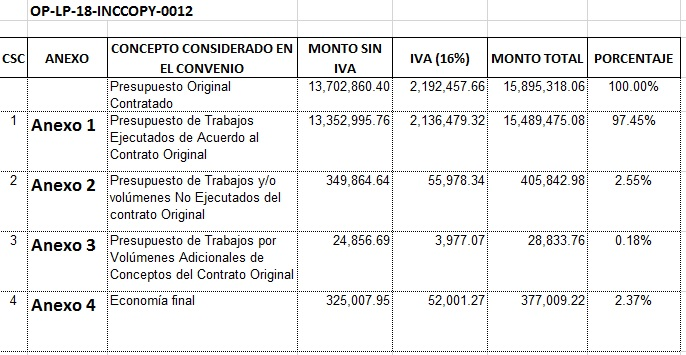 OP-LP-18-INCCOPY-0012
CSC ANEXO CONCEPTO CONSIDERADO EN EL CONVENIO MONTO SIN IVA IVA (16%) MONTO TOTAL PORCENTAJE
Presupuesto Original 13,702,860.40 2,192,457.66 15,895,318.06 100.00%
Contratado
1 Anexo 1 Presupuesto de Trabajos 13,352,995.76 2,136,479.32 15,489,475.08 97.45%
Ejecutados de Acuerdo al
Contrato Original
2 Anexo 2 Presupuesto de Trabajos y/o 349,864.64 55,978.34 405,842.98 2.55%
volúmenes No Ejecutados del
contrato Original
3 Anexo 3 Presupuesto de Trabajos por 24,856.69 3,977.07 28,833.76 0.18%
Volúmenes Adicionales de
Conceptos del Contrato Original
4 Anexo 4 Economía final 325,007.95 52,001.27 377,009.22 2.37%